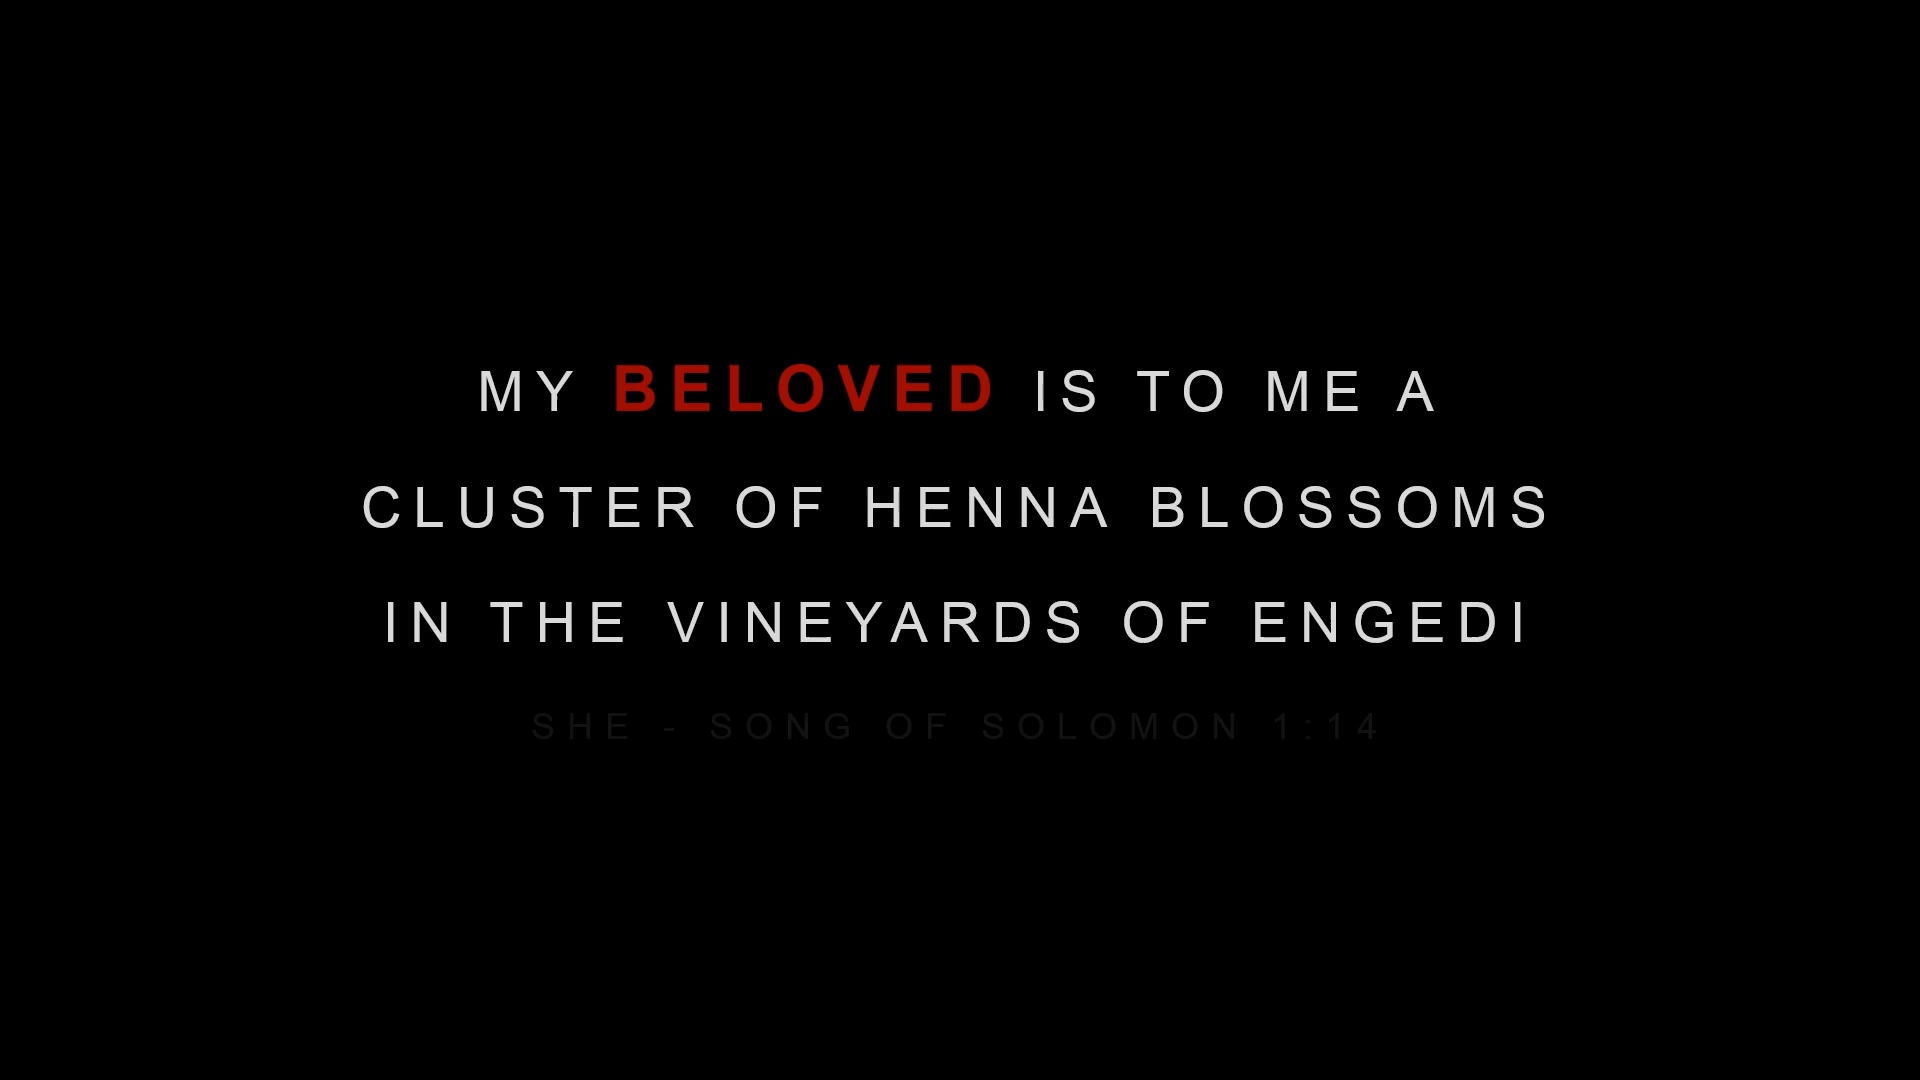 MY BELOVED IS TO ME A
CLUSTER OF HENNA BLOSSOMS
IN THE VINEYARDS OF ENGEDI
SHE - SONG OF SOLOMON 1:14